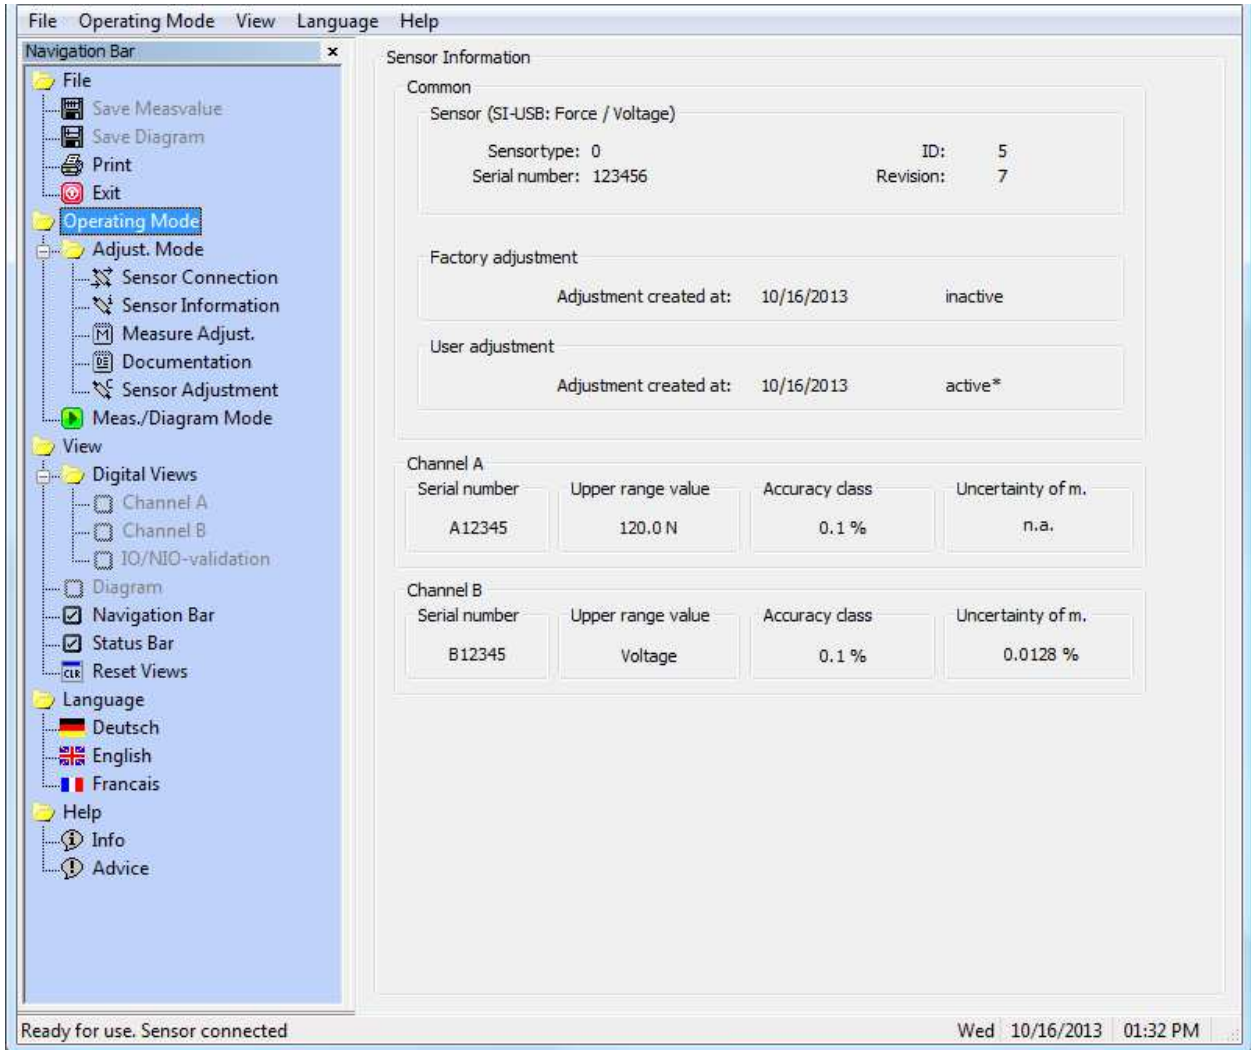 File Operating Mode View Language Help
Navigation Bar x
File
Save Measvalue
Save Diagram
Print
Exit
Operating Mode
Adjust. Mode
Sensor Connection
Sensor Information
M Measure Adjust.
Documentation
Sensor Adjustment
Meas./Diagram Mode
View
Digital Views
Channel A
Channel B
IO/NIO-validation
Diagram
Navigation Bar
Status Bar
CLR Reset Views
Language
Deutsch
English
Francais
Help
Info
Advice
Sensor Information
Common
Sensor (SI-USB: Force / Voltage)
Sensortype: 0 ID: 5
Serial number: 123456 Revision: 7
Factory adjustment
Adjustment created at: 10/16/2013 inactive
User adjustment
Adjustment created at: 10/16/2013 active*
Channel A
Serial number Upper range value Accuracy class Uncertainty of m.
A12345 120.0 N 0.1 % n.a.
Channel B
Serial number Upper range value Accuracy class Uncertainty of m.
B12345 Voltage 0.1 % 0.0128 %
Ready for use. Sensor connected Wed 10/16/2013 01:32 PM